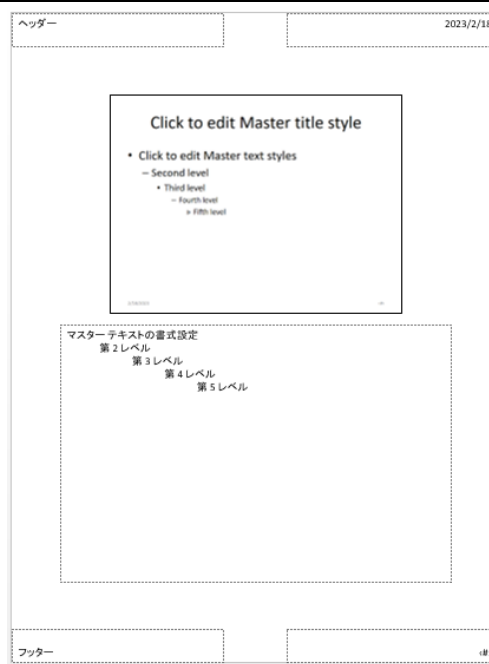 ヘッダー
2023/2/18
Click to edit Master title style
• Click to edit Master text styles
– Second level
• Third level
– Fourth level
» Fifth level
マスター テキストの書式設定
第 2 レベル
第 3 レベル
第 4 レベル
第 5 レベル
フッター
‹#